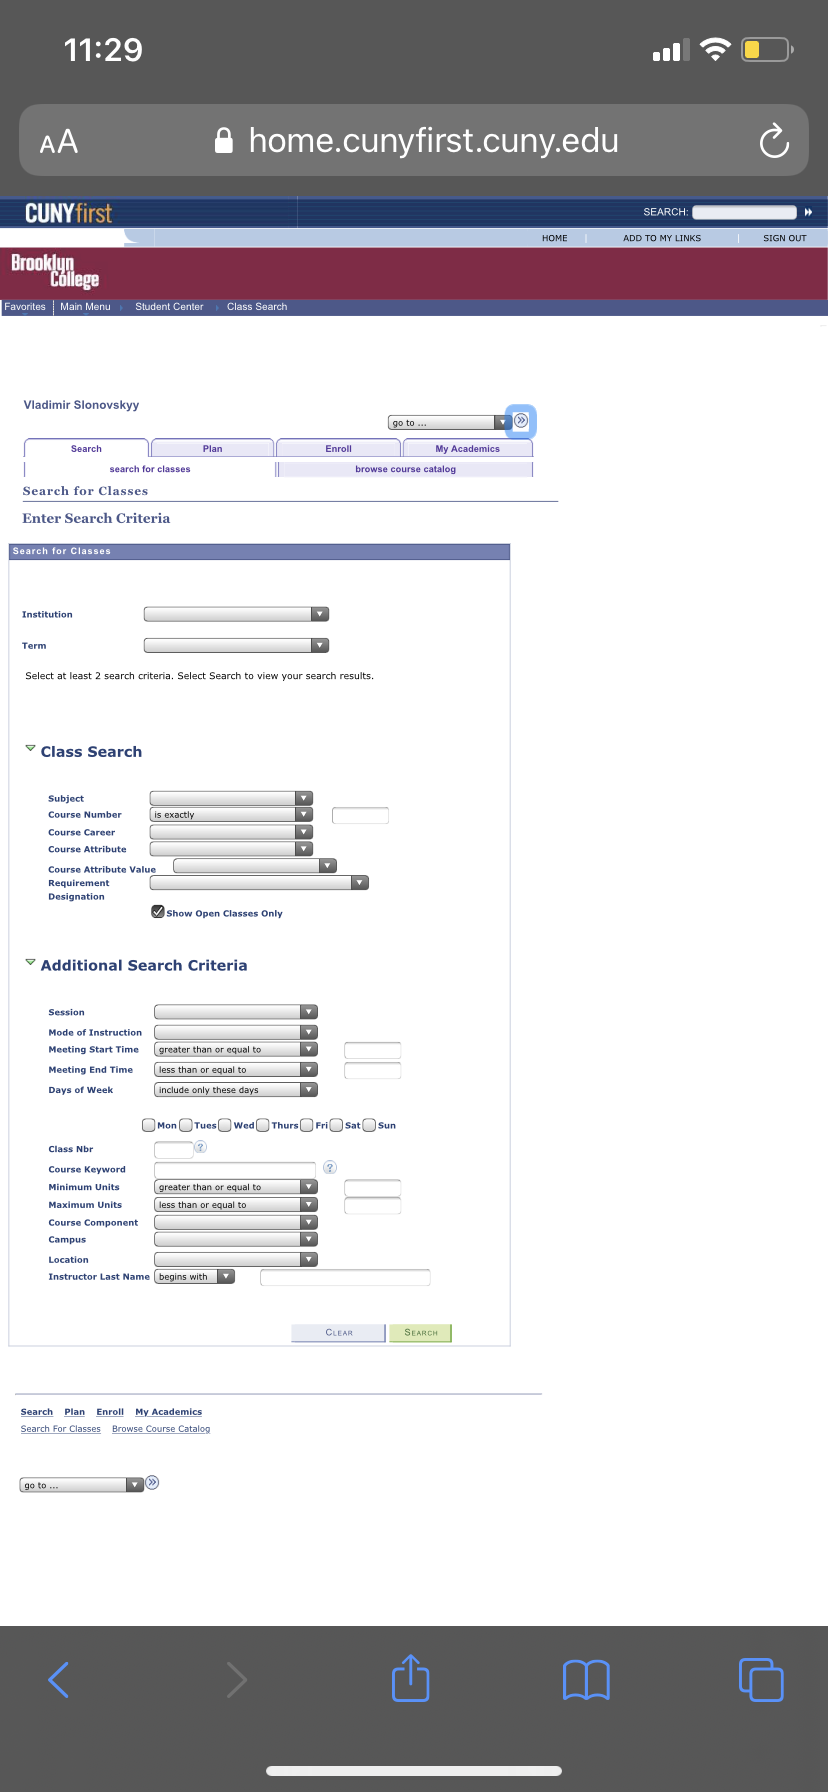 11:29
AA home.cunyfirst.cuny.edu
CUNYfirst SEARCH:
HOME ADD TO MY LINKS SIGN OUT
Brooklyn
College
Favorites Main Menu Student Center Class Search
Vladimir Slonovskyy
go to ...
Search Plan Enroll My Academics
search for classes browse course catalog
Search for Classes
Enter Search Criteria
Search for Classes
Institution
Term
Select at least 2 search criteria. Select Search to view your search results.
Class Search
Subject
Course Number is exactly
Course Career
Course Attribute
Course Attribute Value
Requirement
Designation
Show Open Classes Only
Additional Search Criteria
Session
Mode of Instruction
Meeting Start Time greater than or equal to
Meeting End Time less than or equal to
Days of Week include only these days
Mon Tues Wed Thurs Fri Sat Sun
Class Nbr ?
Course Keyword ?
Minimum Units greater than or equal to
Maximum Units less than or equal to
Course Component
Campus
Location
Instructor Last Name begins with
CLEAR SEARCH
Search Plan Enroll My Academics
Search For Classes Browse Course Catalog
go to ...